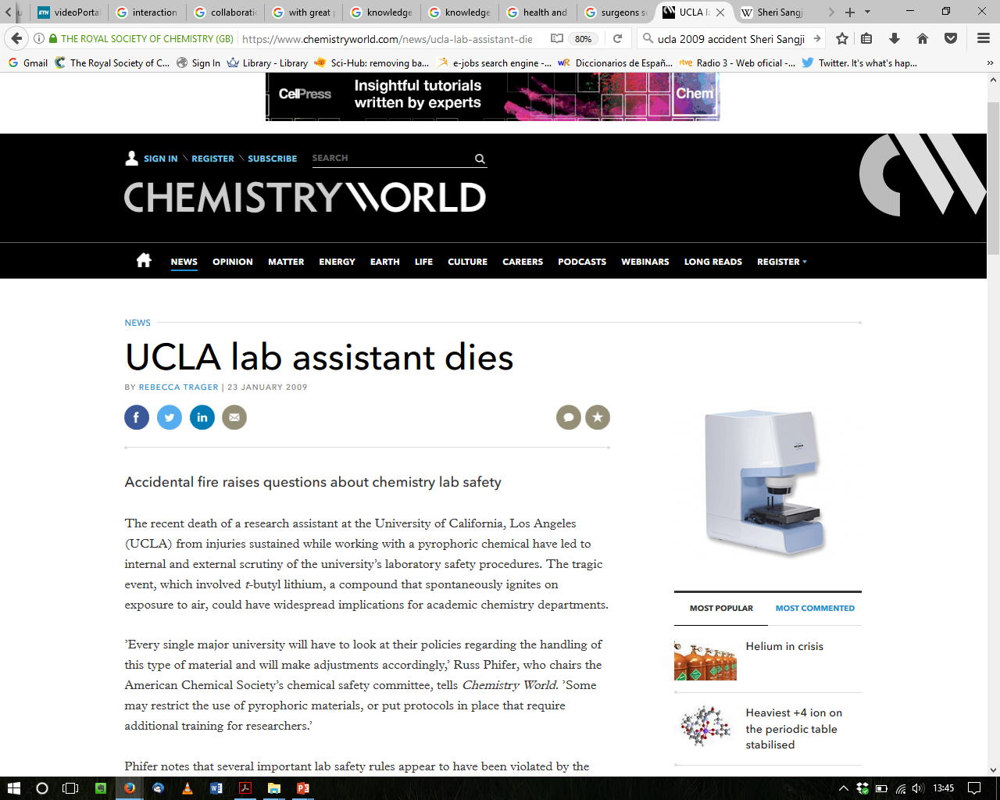 videoPortal
interaction
collaborati
with great p
knowledge
knowledge
health and
surgeons se
UCLA la
Sheri Sangji
THE ROYAL SOCIETY OF CHEMISTRY (GB)
https://www.chemistryworld.com/news/ucla-lab-assistant-die
80%
ucla 2009 accident Sheri Sangji
Gmail
The Royal Society of C...
Sign In
Library - Library
Sci-Hub: removing ba...
e-jobs search engine -...
Diccionarios de Españ...
Radio 3 - Web oficial -...
Twitter. It's what's hap...
CellPress
Insightful tutorials
written by experts
Chem
SIGN IN \ REGISTER \ SUBSCRIBE
SEARCH
CHEMISTRY WORLD
NEWS
OPINION
MATTER
ENERGY
EARTH
LIFE
CULTURE
CAREERS
PODCASTS
WEBINARS
LONG READS
REGISTER
NEWS
UCLA lab assistant dies
BY REBECCA TRAGER | 23 JANUARY 2009
Accidental fire raises questions about chemistry lab safety
The recent death of a research assistant at the University of California, Los Angeles
(UCLA) from injuries sustained while working with a pyrophoric chemical have led to
internal and external scrutiny of the university’s laboratory safety procedures. The tragic
event, which involved t-butyl lithium, a compound that spontaneously ignites on
exposure to air, could have widespread implications for academic chemistry departments.
’Every single major university will have to look at their policies regarding the handling of
this type of material and will make adjustments accordingly,’ Russ Phifer, who chairs the
American Chemical Society’s chemical safety committee, tells Chemistry World. ’Some
may restrict the use of pyrophoric materials, or put protocols in place that require
additional training for researchers.’
Phifer notes that several important lab safety rules appear to have been violated by the
MOST POPULAR
MOST COMMENTED
Helium in crisis
Heaviest +4 ion on
the periodic table
stabilised
13:45